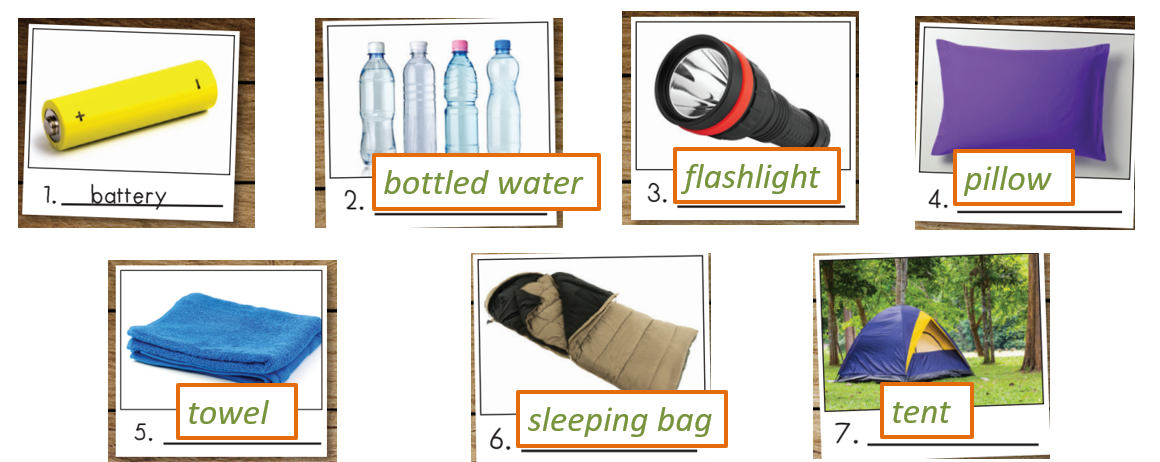 +
-
1. battery
2. bottled water
3. flashlight
4. pillow
5. towel
6. sleeping bag
7. tent